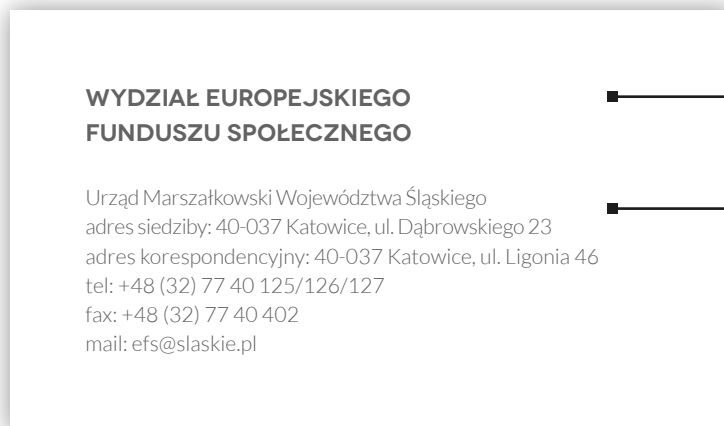 WYDZIAŁ EUROPEJSKIEGO
FUNDUSZU SPOŁECZNEGO
Urząd Marszałkowski Województwa Śląskiego
adres siedziby: 40-037 Katowice, ul. Dąbrowskiego 23
adres korespondencyjny: 40-037 Katowice, ul. Ligonia 46
tel: +48 (32) 77 40 125/126/127
fax: +48 (32) 77 40 402
mail: efs@slaskie.pl